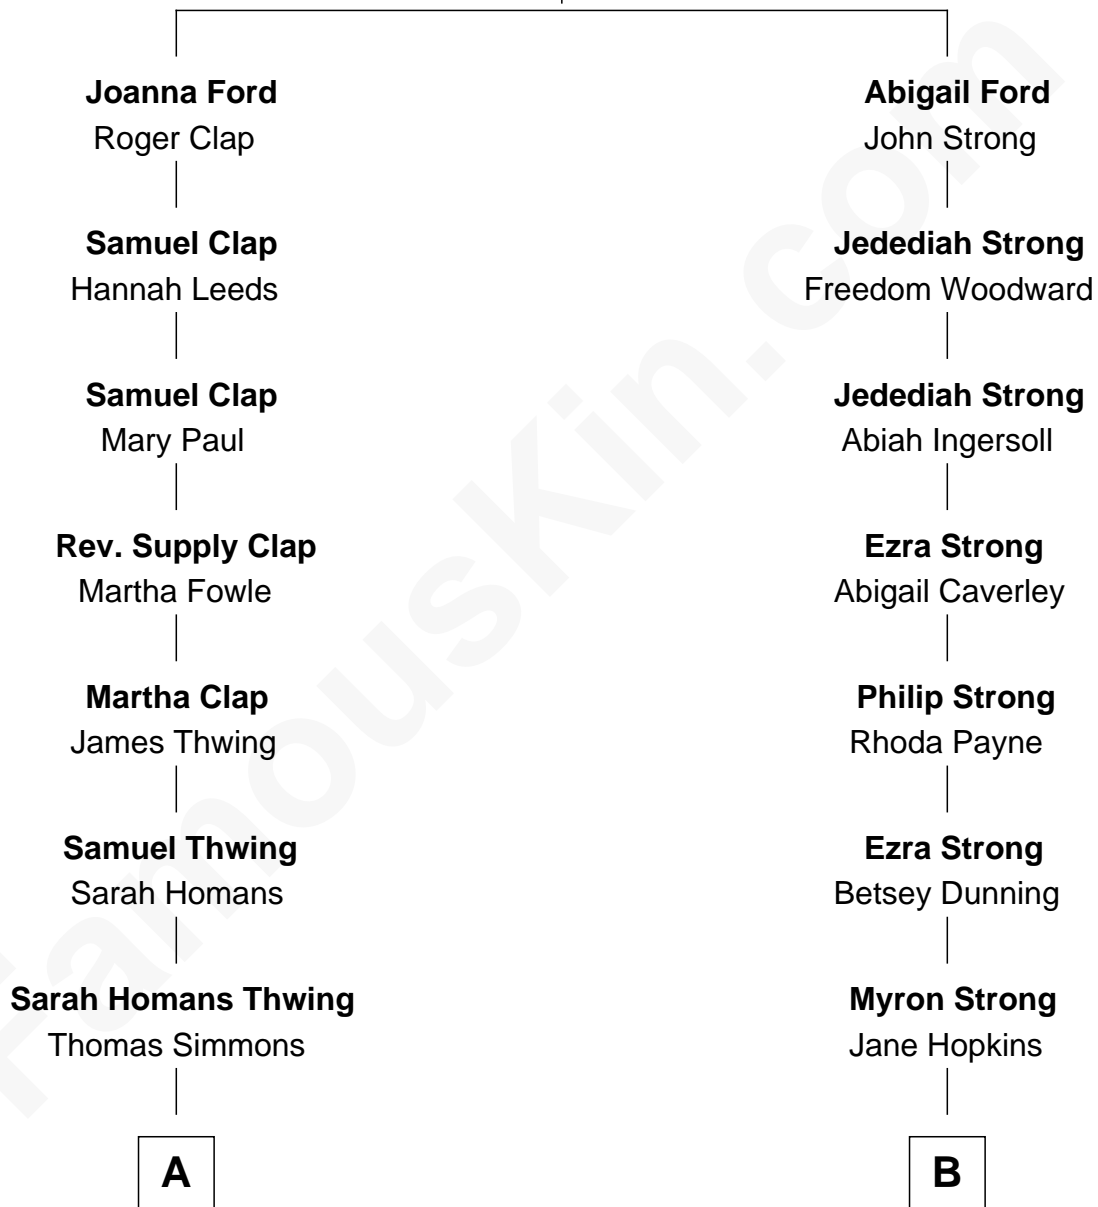 Joanna Ford
Roger Clap
Samuel Clap
Hannah Leeds
Samuel Clap
Mary Paul
Rev. Supply Clap
Martha Fowle
Martha Clap
James Thwing
Samuel Thwing
Sarah Homans
Sarah Homans Thwing
Thomas Simmons
A
Abigail Ford
John Strong
Jedediah Strong
Freedom Woodward
Jedediah Strong
Abiah Ingersoll
Ezra Strong
Abigail Caverley
Philip Strong
Rhoda Payne
Ezra Strong
Betsey Dunning
Myron Strong
Jane Hopkins
B
FamousKin.com